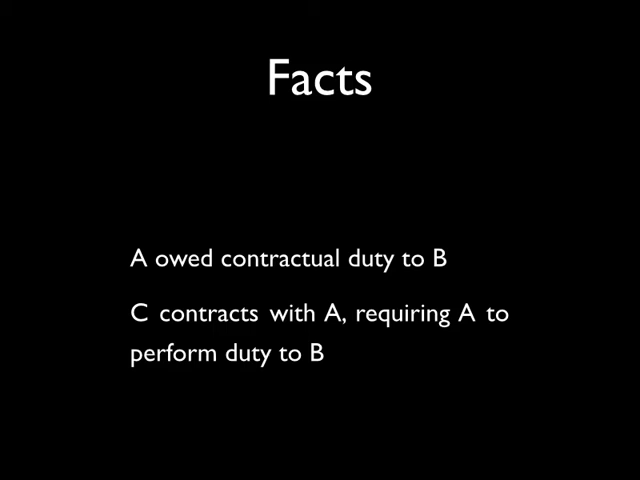 Facts
A owed contractual duty to B
C contracts with A, requiring A to
perform duty to B